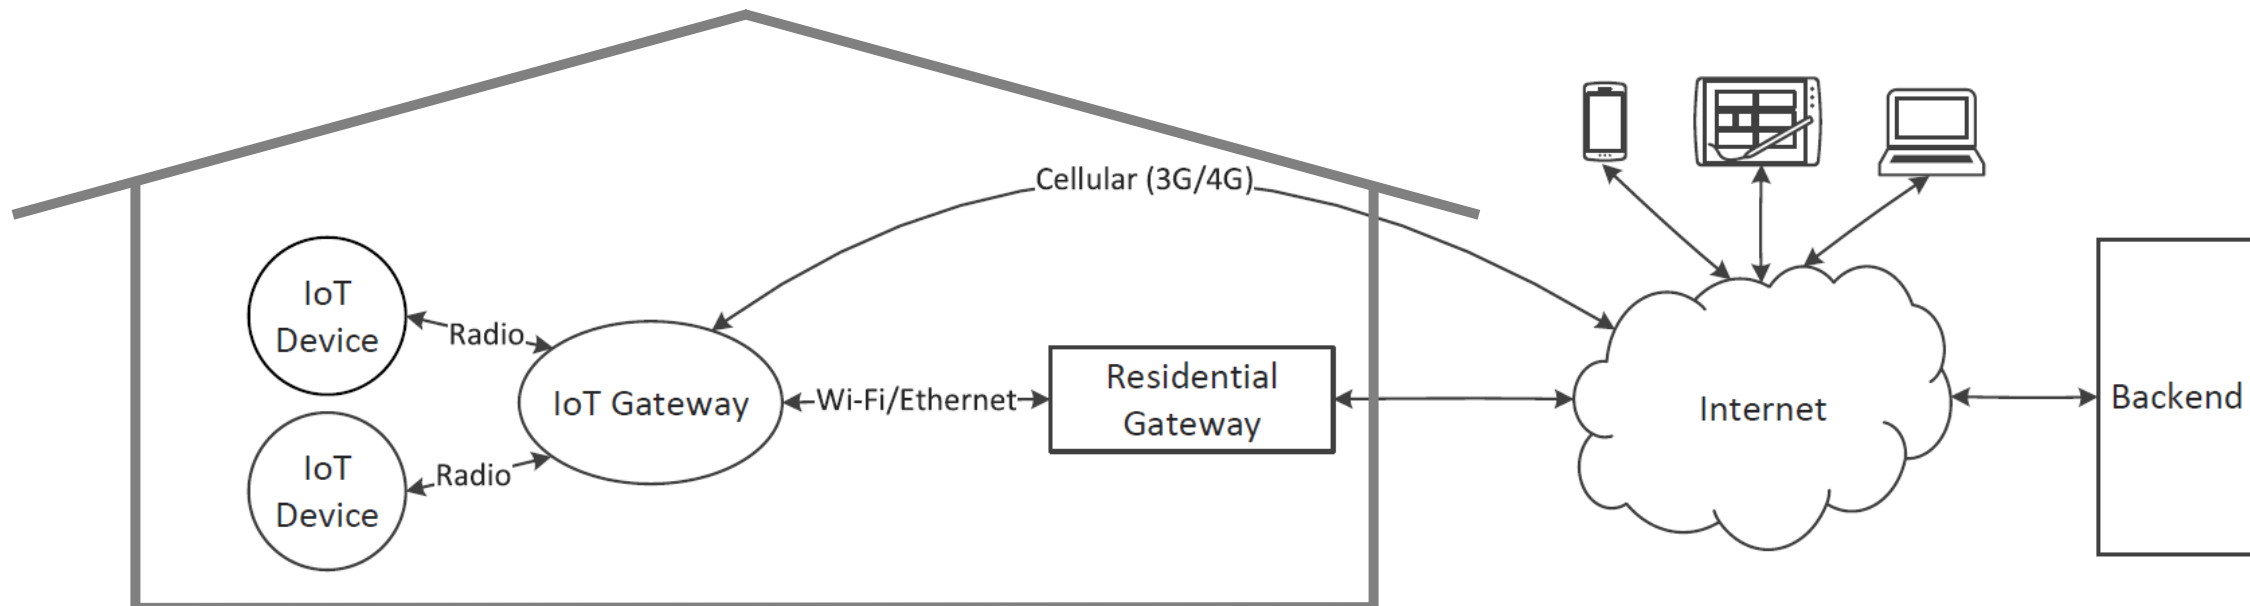 Cellular (3G/4G)
IoT
Device
Radio
IoT Gateway
Wi-Fi/Ethernet
Residential
Gateway
Internet
Backend
IoT
Device
Radio